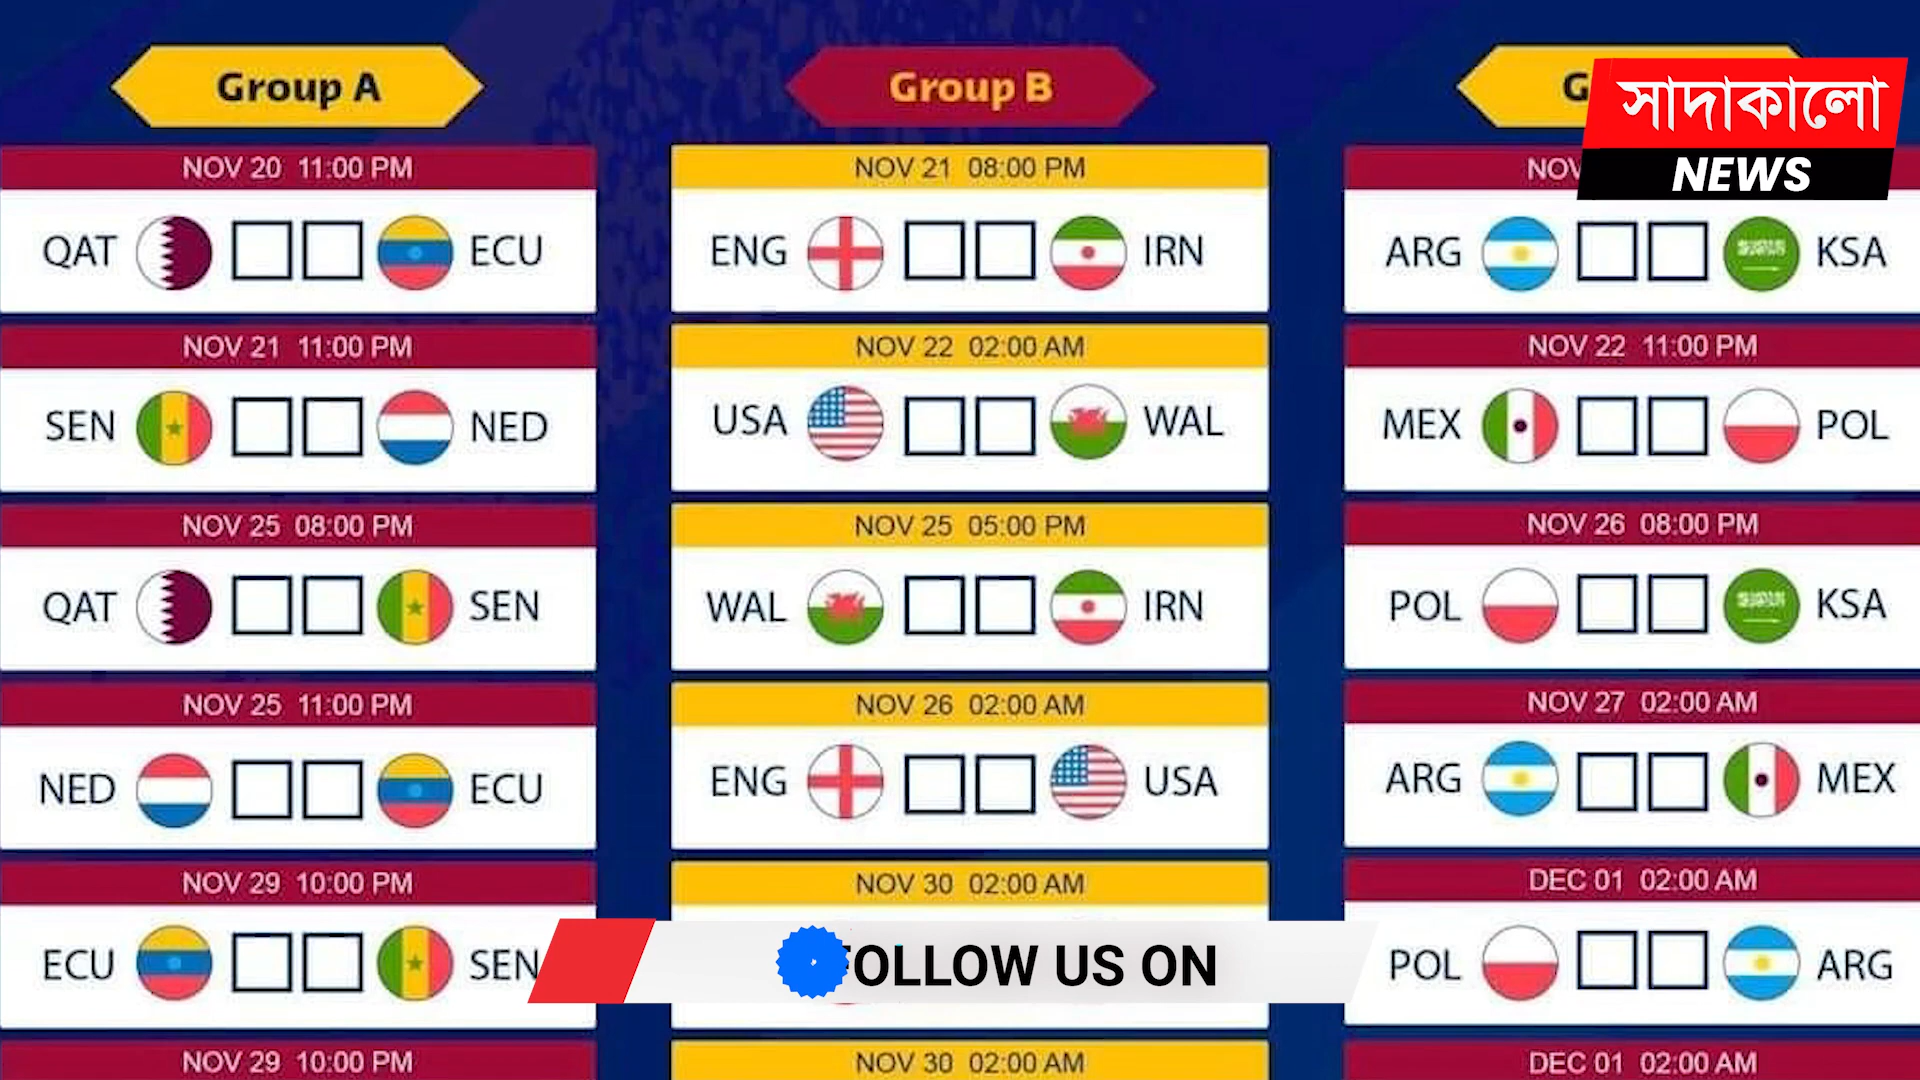 Group A
NOV 20 11:00 PM
QAT ECU
NOV 21 11:00 PM
SEN NED
NOV 25 08:00 PM
QAT SEN
NOV 25 11:00 PM
NED ECU
NOV 29 10:00 PM
ECU SEN
NOV 29 10:00 PM
Group B
NOV 21 08:00 PM
ENG IRN
NOV 22 02:00 AM
USA WAL
NOV 25 05:00 PM
WAL IRN
NOV 26 02:00 AM
ENG USA
NOV 30 02:00 AM
NOV 30 02:00 AM
সাদাকালো
NEWS
ARG KSA
NOV 22 11:00 PM
MEX POL
NOV 26 08:00 PM
POL KSA
NOV 27 02:00 AM
ARG MEX
DEC 01 02:00 AM
POL ARG
DEC 01 02:00 AM
FOLLOW US ON